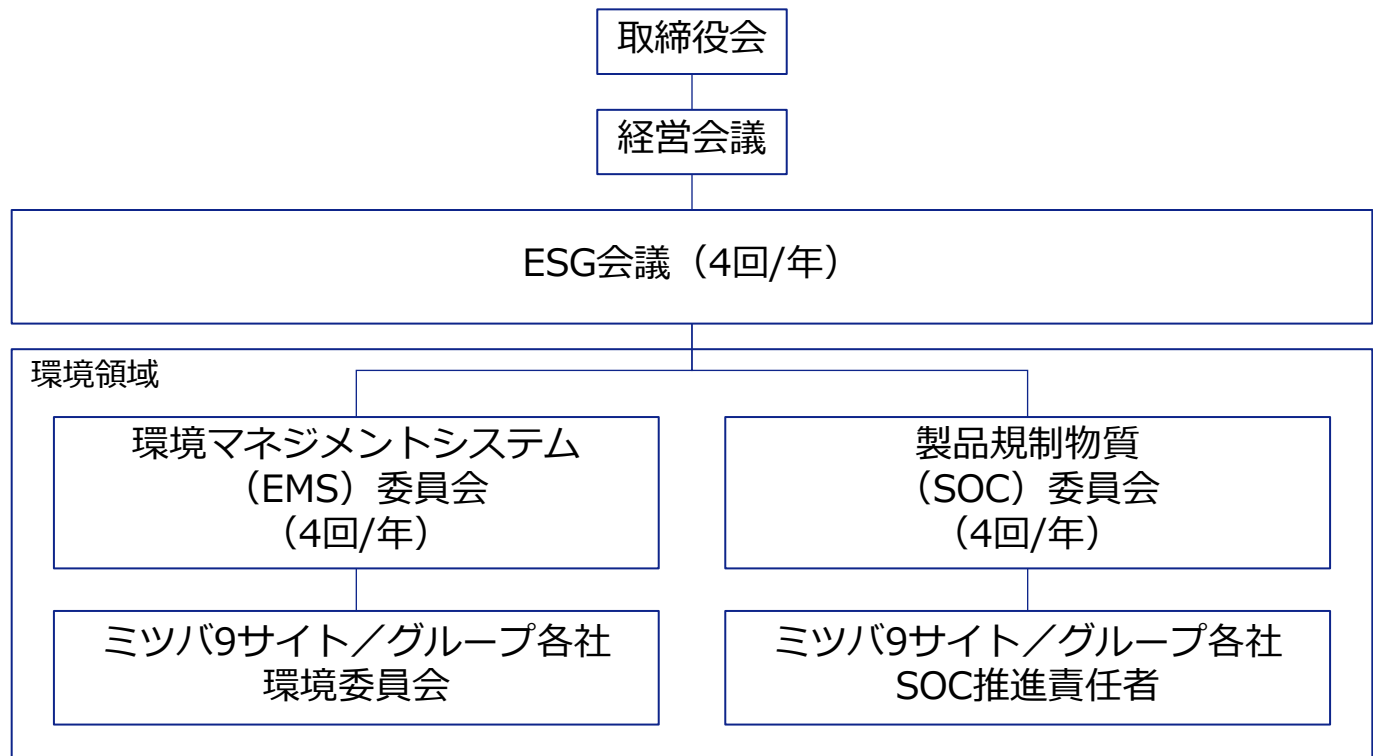 取締役会
経営会議
ESG会議（4回/年）
環境領域
環境マネジメントシステム
（EMS）委員会
（4回/年）
製品規制物質
（SOC）委員会
（4回/年）
ミツバ9サイト／グループ各社
環境委員会
ミツバ9サイト／グループ各社
SOC推進責任者